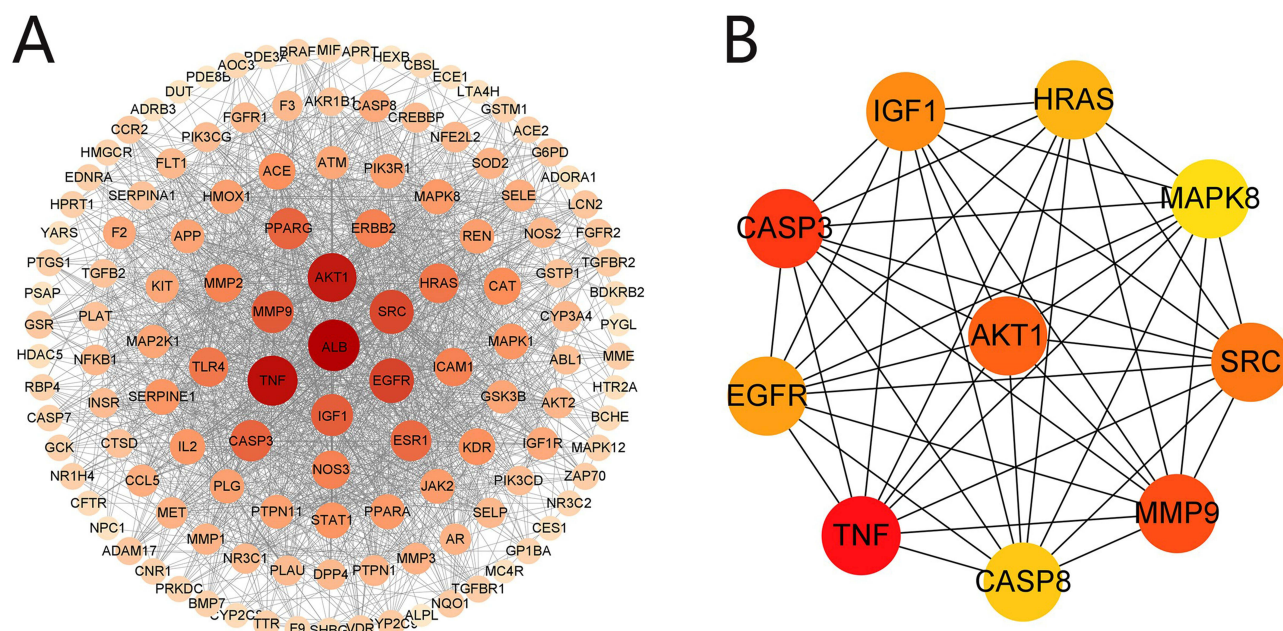 A
PDE3A BRAF MIF APRT HEXB
AOC3 CBSL
PDE8B ECE1
DUT F3 AKR1B1 CASP8 LTA4H
ADRB3 FGFR1 CREBBP GSTM1
CCR2 PIK3CG NFE2L2 ACE2
HMGCR FLT1 ACE ATM PIK3R1 SOD2 G6PD
EDNRA ADORA1
HPRT1 SERPINA1 HMOX1 MAPK8 SELE LCN2
YARS F2 APP PPARG ERBB2 REN NOS2 FGFR2
PTGS1 TGFB2 AKT1 GSTP1 TGFBR2
PSAP KIT MMP2 HRAS CAT BDKRB2
GSR PLAT MMP9 SRC CYP3A4 PYGL
HDAC5 NFKB1 MAP2K1 ALB MAPK1 ABL1 MME
RBP4 TLR4 ICAM1 HTR2A
CASP7 INSR SERPINE1 TNF EGFR GSK3B AKT2 BCHE
GCK CTSD IL2 CASP3 IGF1 ESR1 KDR IGF1R MAPK12
NR1H4 CCL5 NOS3 PIK3CD ZAP70
CFTR PLG JAK2 NR3C2
NPC1 MET PTPN11 STAT1 PPARA SELP CES1
ADAM17 MMP1 AR GP1BA
CNR1 NR3C1 PLAU DPP4 PTPN1 MMP3 MC4R
PRKDC TGFBR1
BMP7 NQO1
TTR F9 SHBG VDR CYP2C9 ALPL
B
IGF1 HRAS
MAPK8
CASP3
AKT1
SRC
EGFR
MMP9
TNF
CASP8